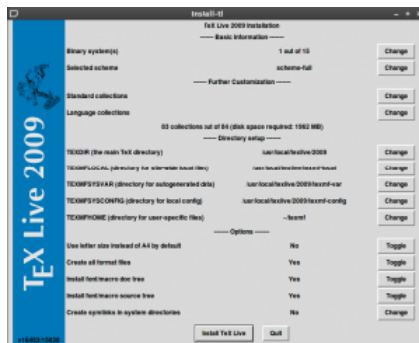 Install-tl
TeX Live 2009 Installation
------ Basic Information ------
Binary system(s) 1 out of 15 Change
Selected scheme scheme-full Change
------ Further Customization ------
Standard collections Change
Language collections Change
83 collections out of 84 (disk space required: 1962 MB)
------ Directory setup ------
TEXDIR (the main TeX directory) /usr/local/texlive/2009 Change
TEXMFLOCAL (directory for site-wide local files) /usr/local/texlive/texmf-local Change
TEXMFSYSVAR (directory for autogenerated data) /usr/local/texlive/2009/texmf-var Change
TEXMFSYSCONFIG (directory for local config) /usr/local/texlive/2009/texmf-config Change
TEXMFHOME (directory for user-specific files) ~/texmf Change
------ Options ------
Use letter size instead of A4 by default No Toggle
Create all format files Yes Toggle
Install font/macro doc tree Yes Toggle
Install font/macro source tree Yes Toggle
Create symlinks in system directories No Change
Install TeX Live Quit
TEX Live 2009